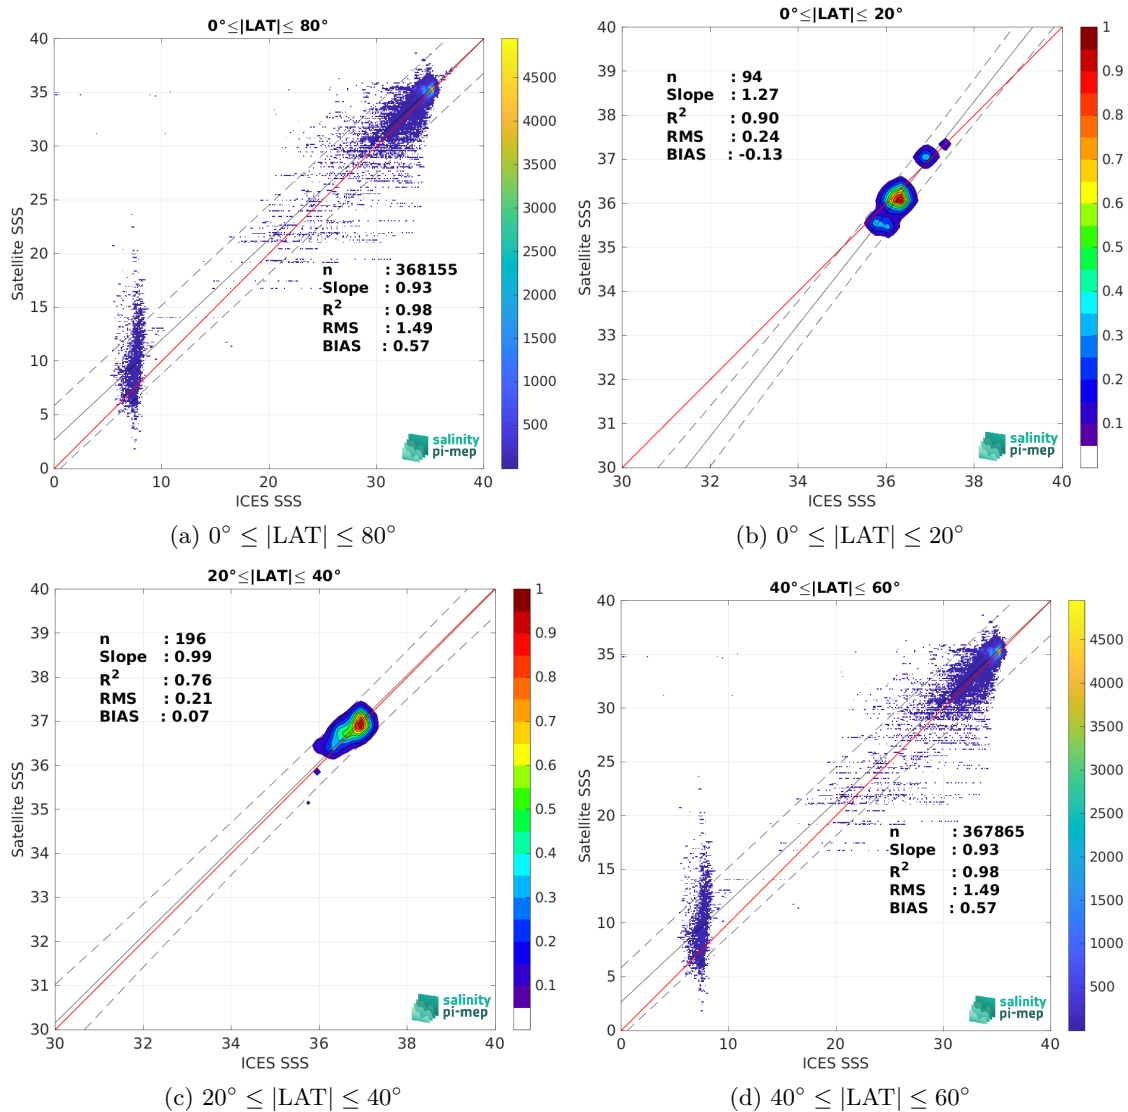 0°≤|LAT|≤ 80°
40
35
30
25
20
15
10
5
0
0
10
20
30
40
Satellite SSS
ICES SSS
n : 368155
Slope : 0.93
R² : 0.98
RMS : 1.49
BIAS : 0.57
4500
4000
3500
3000
2500
2000
1500
1000
500
salinity
pi-mep
(a) 0° ≤ |LAT| ≤ 80°
0°≤|LAT|≤ 20°
40
39
38
37
36
35
34
33
32
31
30
30
32
34
36
38
40
Satellite SSS
ICES SSS
n : 94
Slope : 1.27
R² : 0.90
RMS : 0.24
BIAS : -0.13
1
0.9
0.8
0.7
0.6
0.5
0.4
0.3
0.2
0.1
salinity
pi-mep
(b) 0° ≤ |LAT| ≤ 20°
20°≤|LAT|≤ 40°
40
39
38
37
36
35
34
33
32
31
30
30
32
34
36
38
40
Satellite SSS
ICES SSS
n : 196
Slope : 0.99
R² : 0.76
RMS : 0.21
BIAS : 0.07
1
0.9
0.8
0.7
0.6
0.5
0.4
0.3
0.2
0.1
salinity
pi-mep
(c) 20° ≤ |LAT| ≤ 40°
40°≤|LAT|≤ 60°
40
35
30
25
20
15
10
5
0
0
10
20
30
40
Satellite SSS
ICES SSS
n : 367865
Slope : 0.93
R² : 0.98
RMS : 1.49
BIAS : 0.57
4500
4000
3500
3000
2500
2000
1500
1000
500
salinity
pi-mep
(d) 40° ≤ |LAT| ≤ 60°